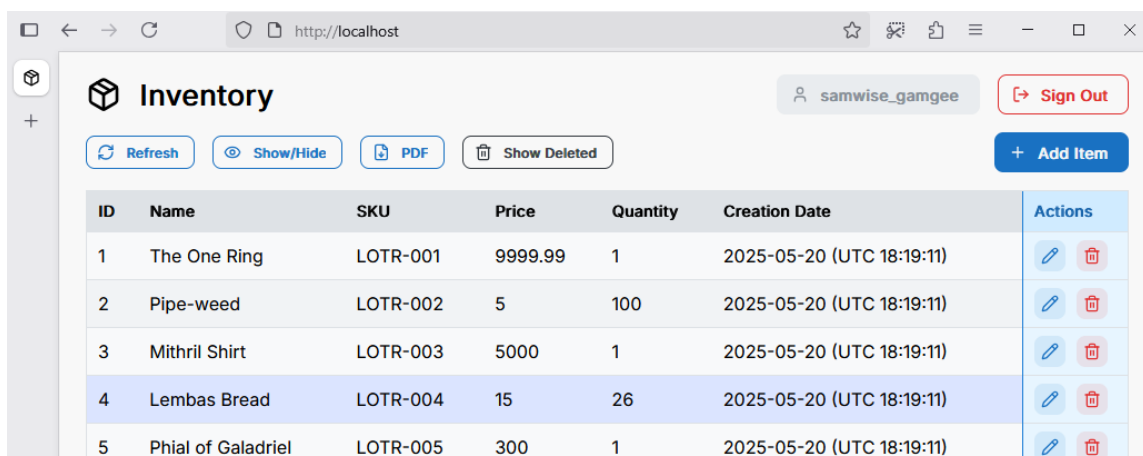 http://localhost
Inventory
samwise_gamgee
Sign Out
Refresh
Show/Hide
PDF
Show Deleted
+ Add Item
ID Name SKU Price Quantity Creation Date Actions
1 The One Ring LOTR-001 9999.99 1 2025-05-20 (UTC 18:19:11)
2 Pipe-weed LOTR-002 5 100 2025-05-20 (UTC 18:19:11)
3 Mithril Shirt LOTR-003 5000 1 2025-05-20 (UTC 18:19:11)
4 Lembas Bread LOTR-004 15 26 2025-05-20 (UTC 18:19:11)
5 Phial of Galadriel LOTR-005 300 1 2025-05-20 (UTC 18:19:11)